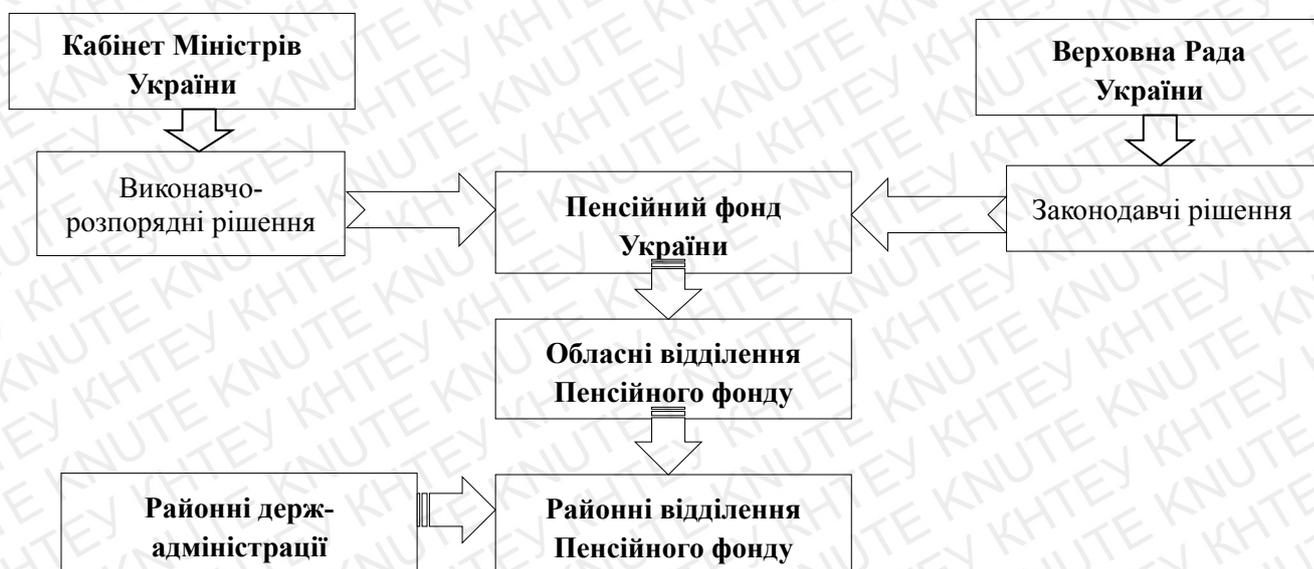 Кабінет Міністрів
України
Верховна Рада
України
Виконавчо-
розпорядні рішення
Пенсійний фонд
України
Законодавчі рішення
Обласні відділення
Пенсійного фонду
Районні держ-
адміністрації
Районні відділення
Пенсійного фонду